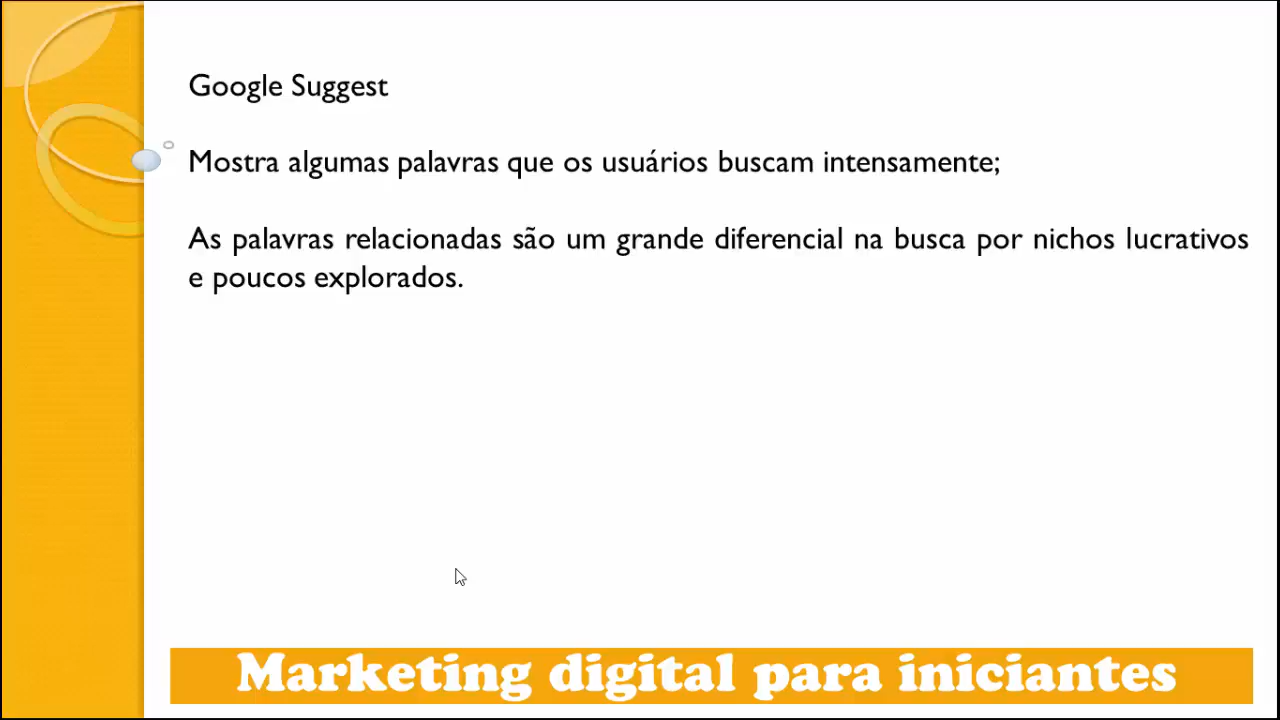 Google Suggest
Mostra algumas palavras que os usuários buscam intensamente;
As palavras relacionadas são um grande diferencial na busca por nichos lucrativos
e poucos explorados.
Marketing digital para iniciantes